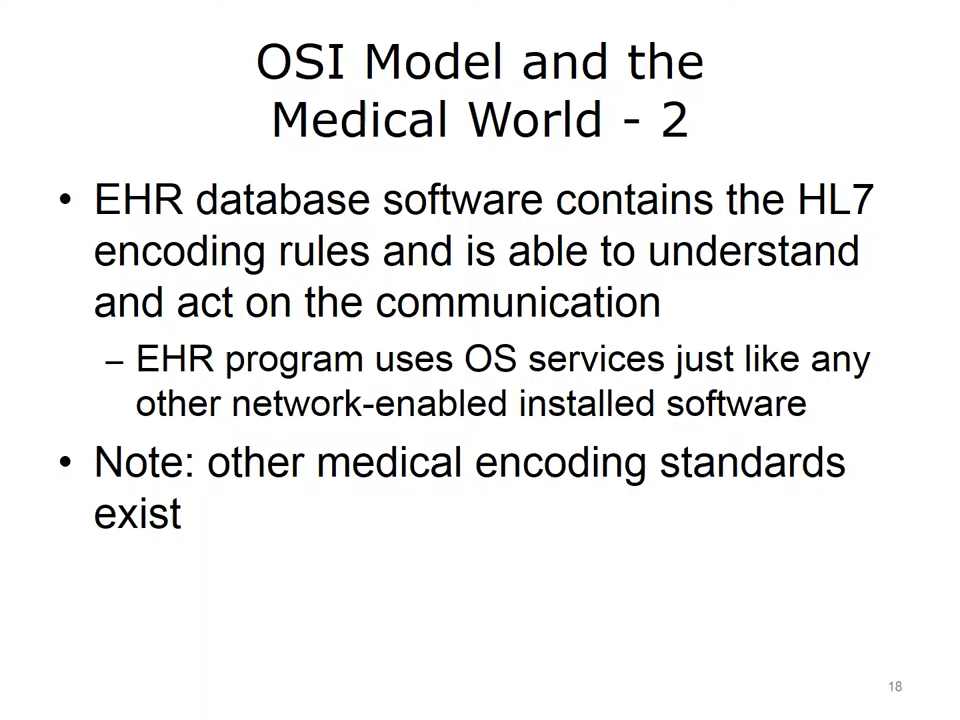 OSI Model and the
Medical World - 2
• EHR database software contains the HL7
encoding rules and is able to understand
and act on the communication
– EHR program uses OS services just like any
other network-enabled installed software
• Note: other medical encoding standards
exist
18